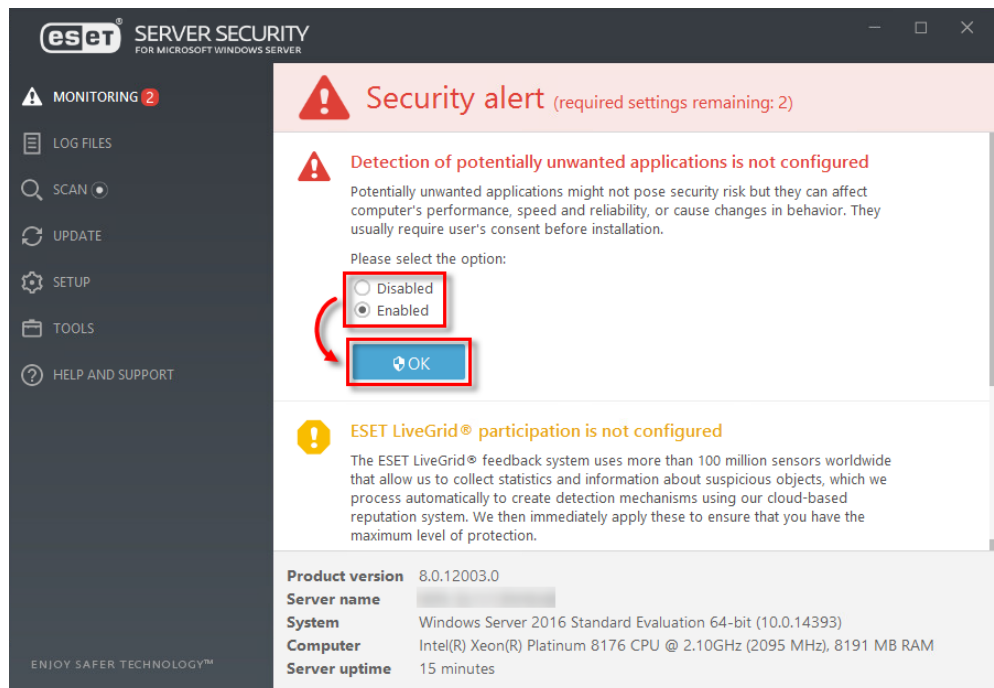 eset® SERVER SECURITY
FOR MICROSOFT WINDOWS SERVER
MONITORING 2
LOG FILES
SCAN
UPDATE
SETUP
TOOLS
HELP AND SUPPORT
ENJOY SAFER TECHNOLOGY™
Security alert (required settings remaining: 2)
Detection of potentially unwanted applications is not configured
Potentially unwanted applications might not pose security risk but they can affect
computer's performance, speed and reliability, or cause changes in behavior. They
usually require user's consent before installation.
Please select the option:
Disabled
Enabled
OK
ESET LiveGrid® participation is not configured
The ESET LiveGrid® feedback system uses more than 100 million sensors worldwide
that allow us to collect statistics and information about suspicious objects, which we
process automatically to create detection mechanisms using our cloud-based
reputation system. We then immediately apply these to ensure that you have the
maximum level of protection.
Product version 8.0.12003.0
Server name
System Windows Server 2016 Standard Evaluation 64-bit (10.0.14393)
Computer Intel(R) Xeon(R) Platinum 8176 CPU @ 2.10GHz (2095 MHz), 8191 MB RAM
Server uptime 15 minutes